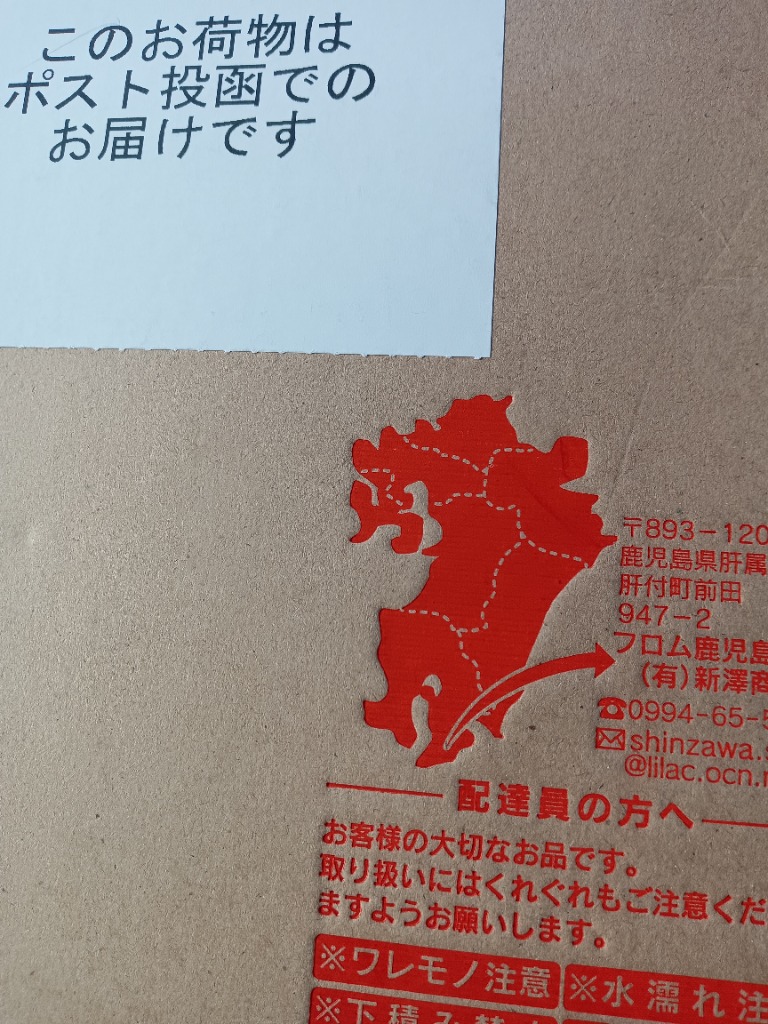 このお荷物は
ポスト投函での
お届けです
〒893-120
鹿児島県肝属
肝付町前田
947-2
フロム鹿児島
(有)新澤商
☎0994-65-5
✉shinzawa.s
@lilac.ocn.n
配達員の方へ
お客様の大切なお品です。
取り扱いにはくれぐれもご注意くだ
ますようお願いします。
※ワレモノ注意
※水濡れ注
※下積み禁